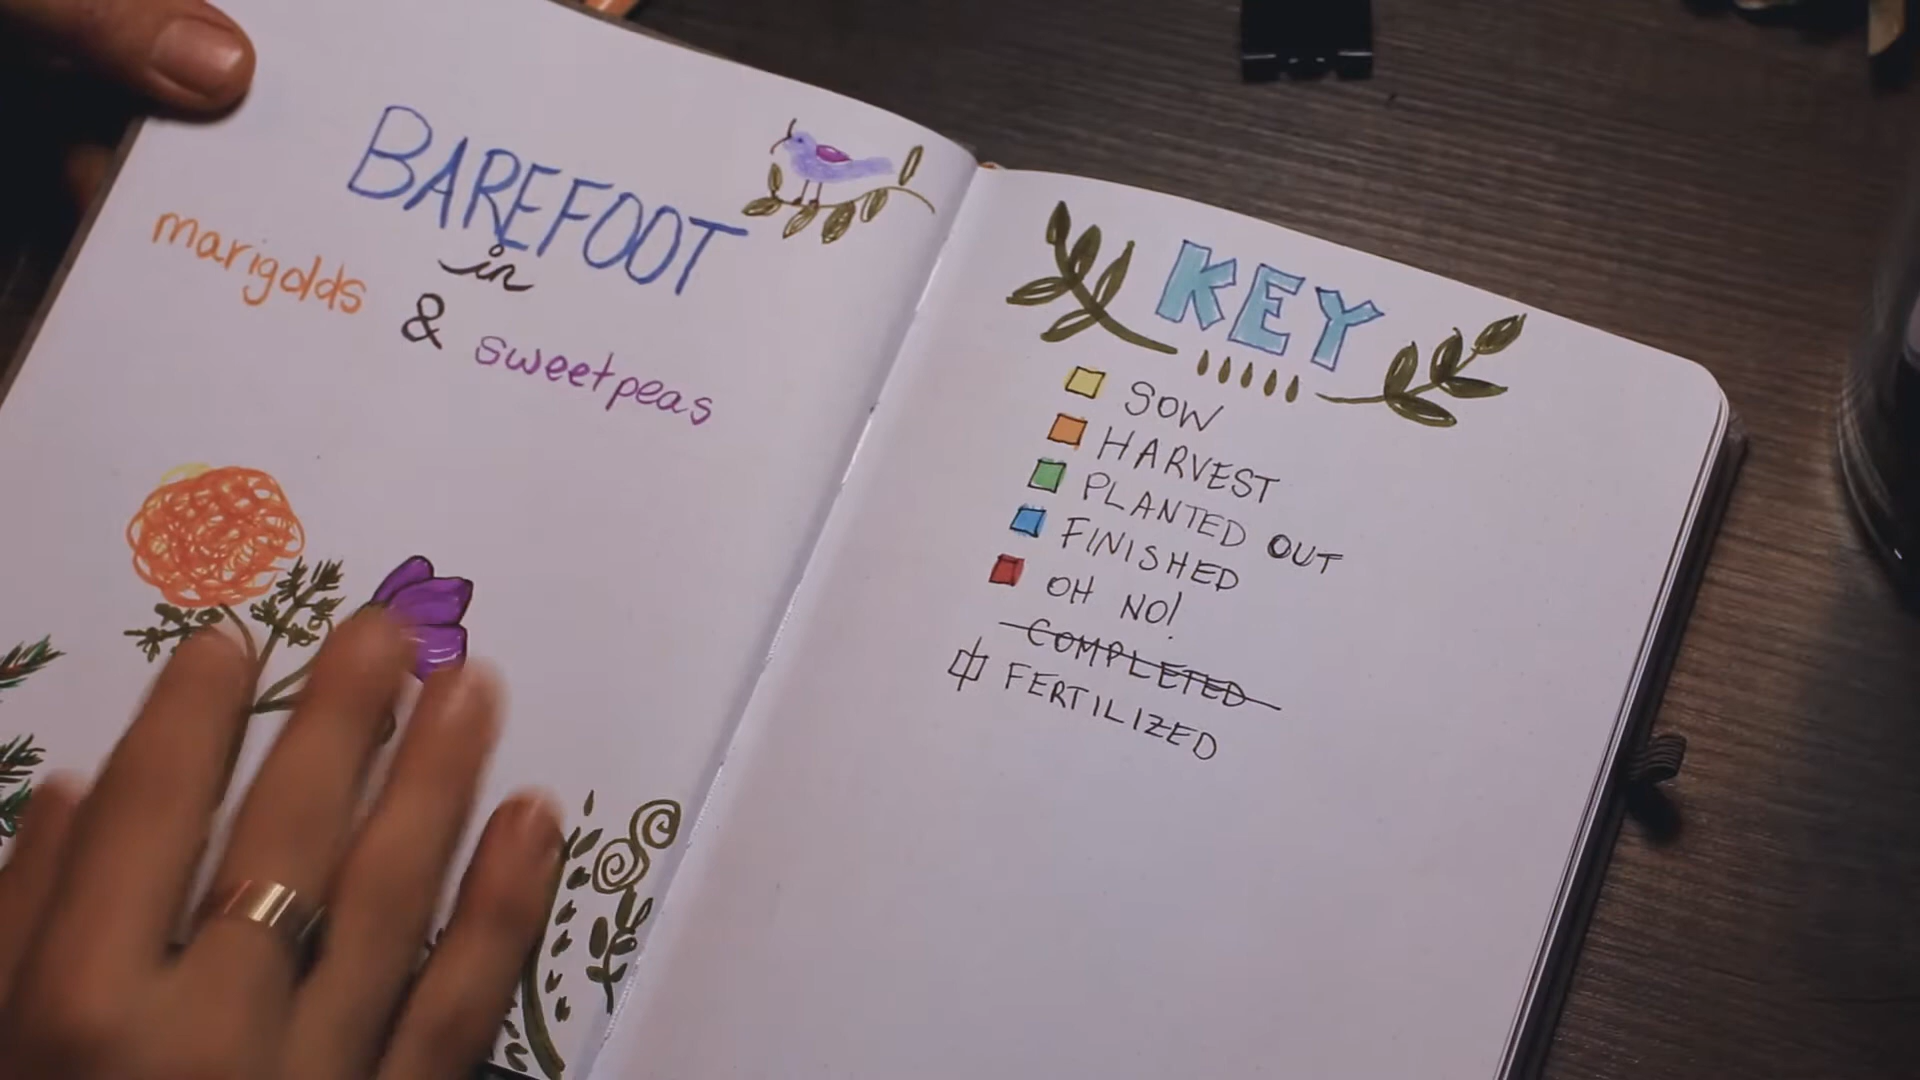 BAREFOOT
in
marigolds & sweetpeas
KEY
SOW
HARVEST
PLANTED OUT
FINISHED
OH NO!
COMPLETED
FERTILIZED